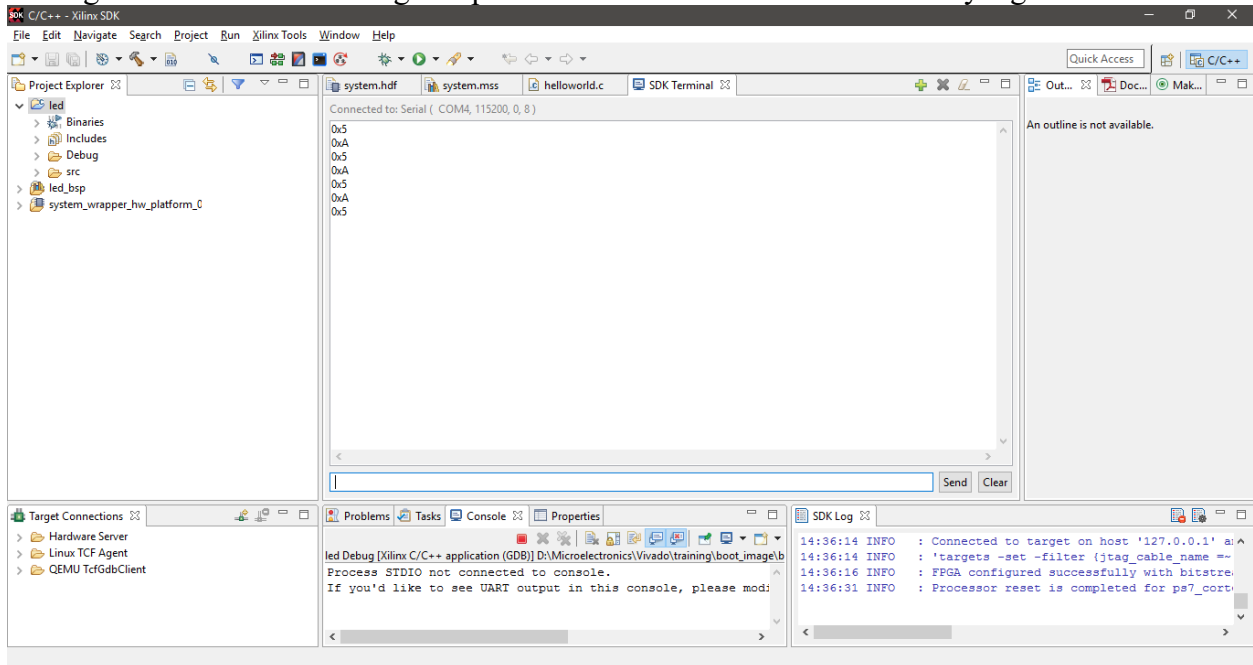 C/C++ - Xilinx SDK
File Edit Navigate Search Project Run Xilinx Tools Window Help
Quick Access
C/C++
Project Explorer
led
Binaries
Includes
Debug
src
led_bsp
system_wrapper_hw_platform_0
system.hdf system.mss helloworld.c SDK Terminal
Connected to: Serial ( COM4, 115200, 0, 8 )
0x5
0xA
0x5
0xA
0x5
0xA
0x5
Send Clear
Out... Doc... Mak...
An outline is not available.
Target Connections
Hardware Server
Linux TCF Agent
QEMU TcfGdbClient
Problems Tasks Console Properties
led Debug [Xilinx C/C++ application (GDB)] D:\Microelectronics\Vivado\training\boot_image\b
Process STDIO not connected to console.
If you'd like to see UART output in this console, please modi
SDK Log
14:36:14 INFO : Connected to target on host '127.0.0.1' a
14:36:14 INFO : 'targets -set -filter {jtag_cable_name =~
14:36:16 INFO : FPGA configured successfully with bitstre
14:36:31 INFO : Processor reset is completed for ps7_cort